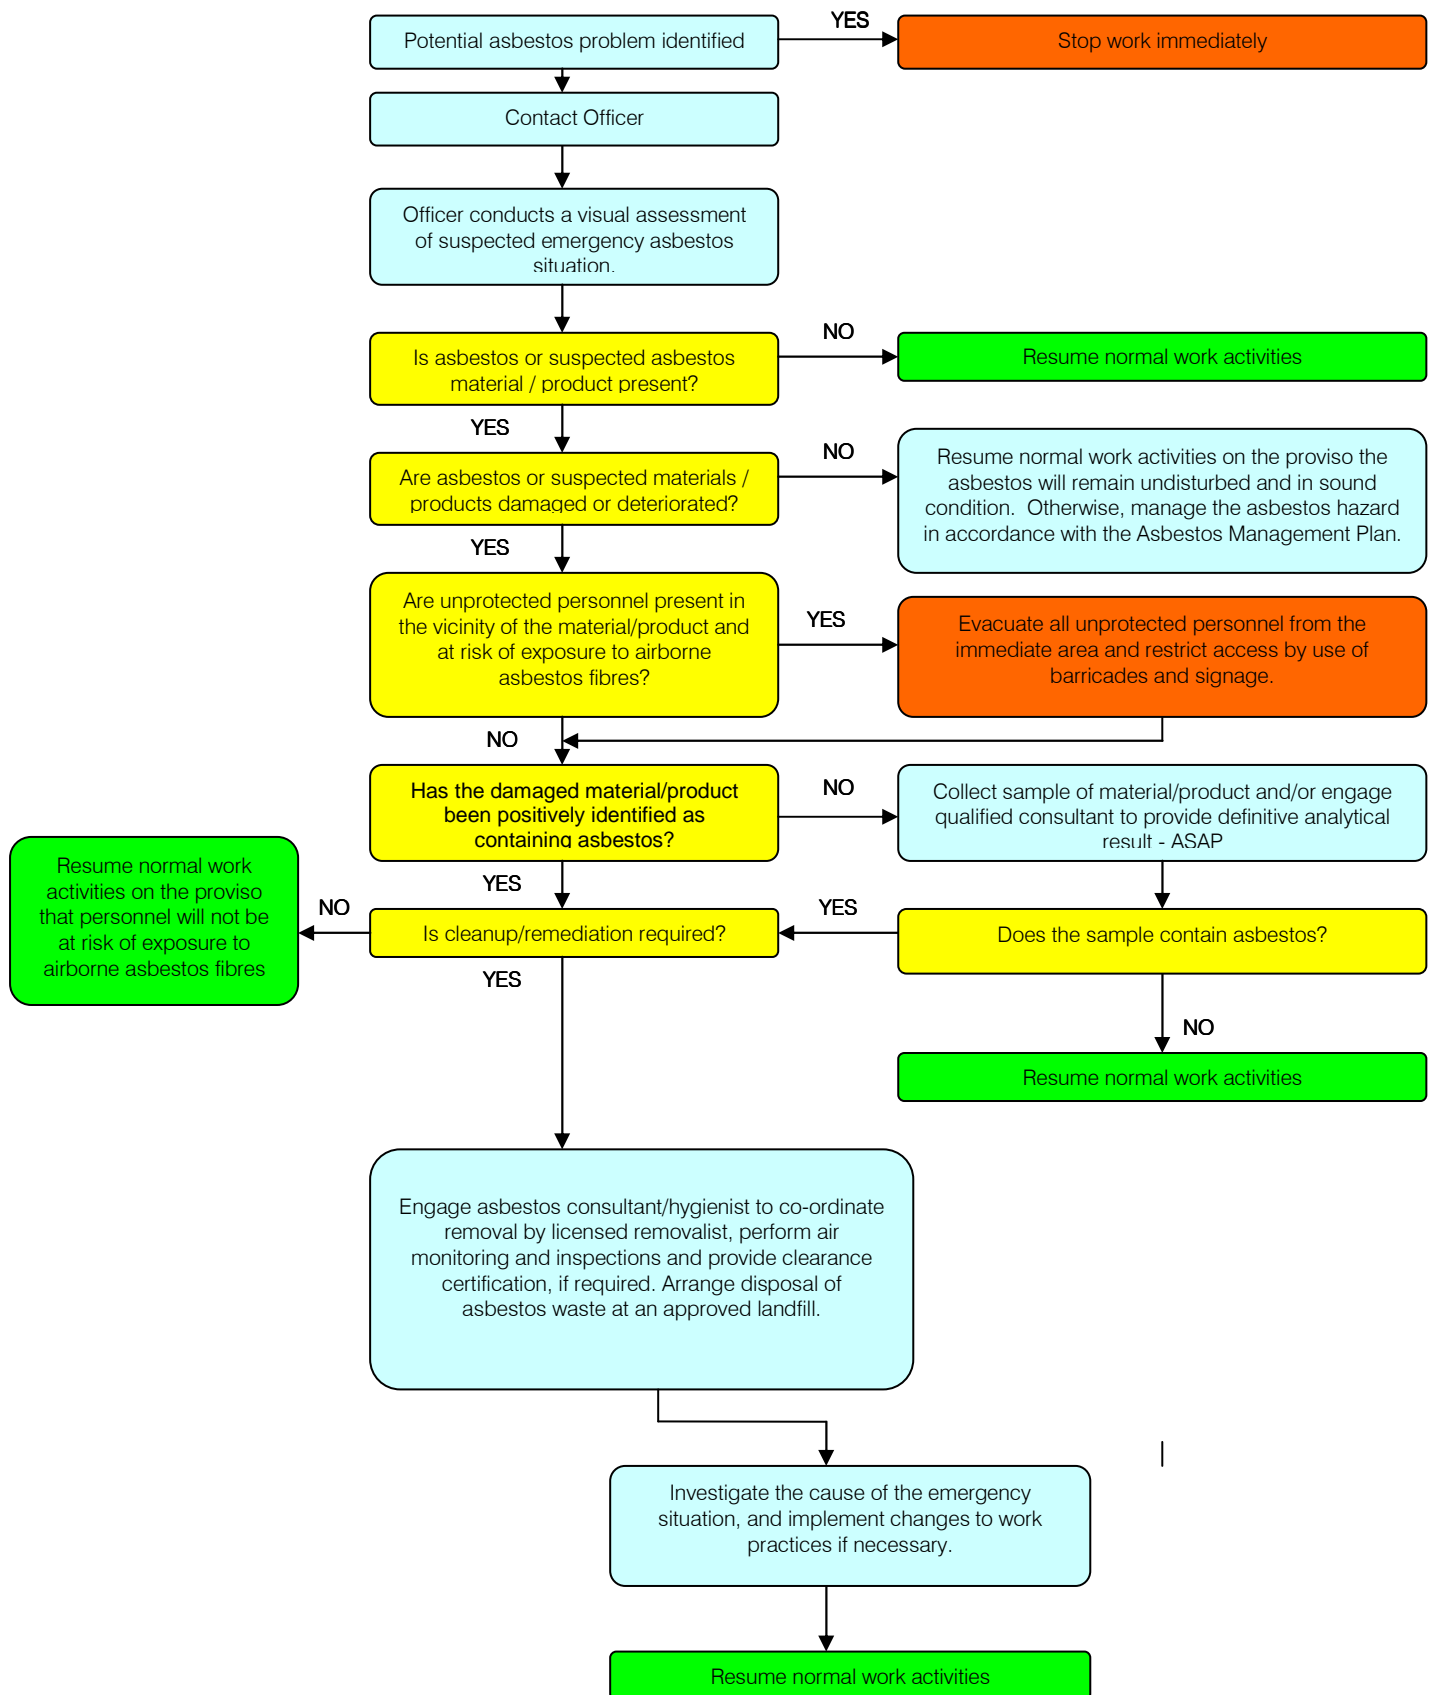 Potential asbestos problem identified
YES
Stop work immediately
Contact Officer
Officer conducts a visual assessment
of suspected emergency asbestos
situation.
Is asbestos or suspected asbestos
material / product present?
NO
Resume normal work activities
YES
Are asbestos or suspected materials /
products damaged or deteriorated?
NO
Resume normal work activities on the proviso the
asbestos will remain undisturbed and in sound
condition.  Otherwise, manage the asbestos hazard
in accordance with the Asbestos Management Plan.
YES
Are unprotected personnel present in
the vicinity of the material/product and
at risk of exposure to airborne
asbestos fibres?
YES
Evacuate all unprotected personnel from the
immediate area and restrict access by use of
barricades and signage.
NO
Has the damaged material/product
been positively identified as
containing asbestos?
NO
Collect sample of material/product and/or engage
qualified consultant to provide definitive analytical
result - ASAP
YES
Resume normal work
activities on the proviso
that personnel will not be
at risk of exposure to
airborne asbestos fibres
NO
Is cleanup/remediation required?
YES
Does the sample contain asbestos?
YES
NO
Resume normal work activities
Engage asbestos consultant/hygienist to co-ordinate
removal by licensed removalist, perform air
monitoring and inspections and provide clearance
certification, if required. Arrange disposal of
asbestos waste at an approved landfill.
Investigate the cause of the emergency
situation, and implement changes to work
practices if necessary.
Resume normal work activities